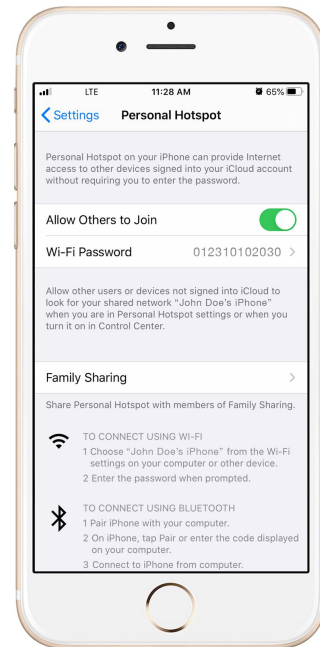 LTE 11:28 AM 65%
Settings Personal Hotspot
Personal Hotspot on your iPhone can provide Internet
access to other devices signed into your iCloud account
without requiring you to enter the password.
Allow Others to Join
Wi-Fi Password 012310102030
Allow other users or devices not signed into iCloud to
look for your shared network “John Doe's iPhone”
when you are in Personal Hotspot settings or when you
turn it on in Control Center.
Family Sharing
Share Personal Hotspot with members of Family Sharing.
TO CONNECT USING WI-FI
1 Choose “John Doe's iPhone” from the Wi-Fi
settings on your computer or other device.
2 Enter the password when prompted.
TO CONNECT USING BLUETOOTH
1 Pair iPhone with your computer.
2 On iPhone, tap Pair or enter the code displayed
on your computer.
3 Connect to iPhone from computer.